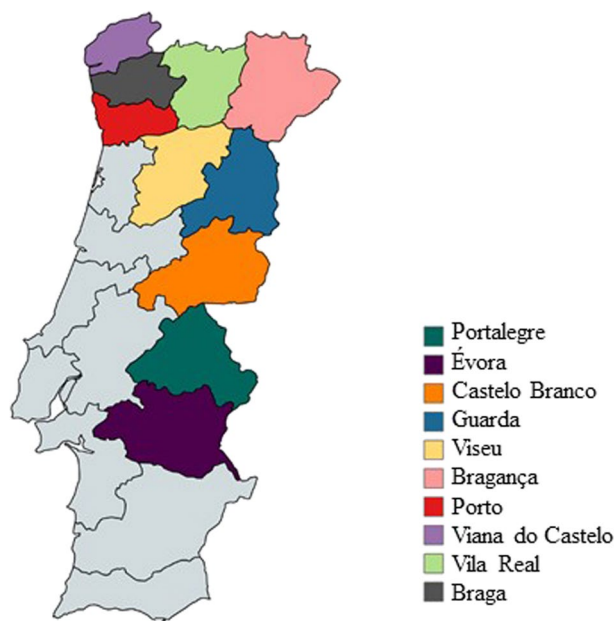 Portalegre
Évora
Castelo Branco
Guarda
Viseu
Bragança
Porto
Viana do Castelo
Vila Real
Braga